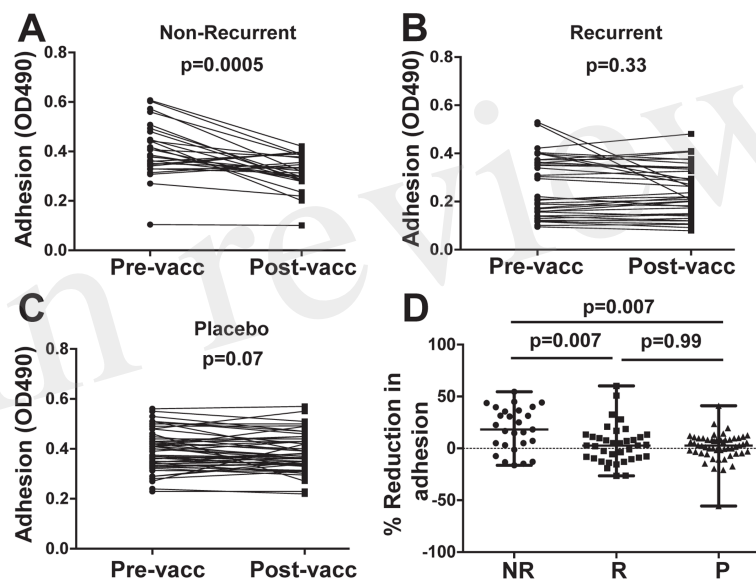 A
Non-Recurrent
p=0.0005
Adhesion (OD490)
0.8
0.6
0.4
0.2
0.0
Pre-vacc Post-vacc
B
Recurrent
p=0.33
Adhesion (OD490)
0.8
0.6
0.4
0.2
0.0
Pre-vacc Post-vacc
C
Placebo
p=0.07
Adhesion (OD490)
0.8
0.6
0.4
0.2
0.0
Pre-vacc Post-vacc
D
p=0.007
p=0.007 p=0.99
% Reduction in
adhesion
100
50
0
-50
-100
NR R P
n review